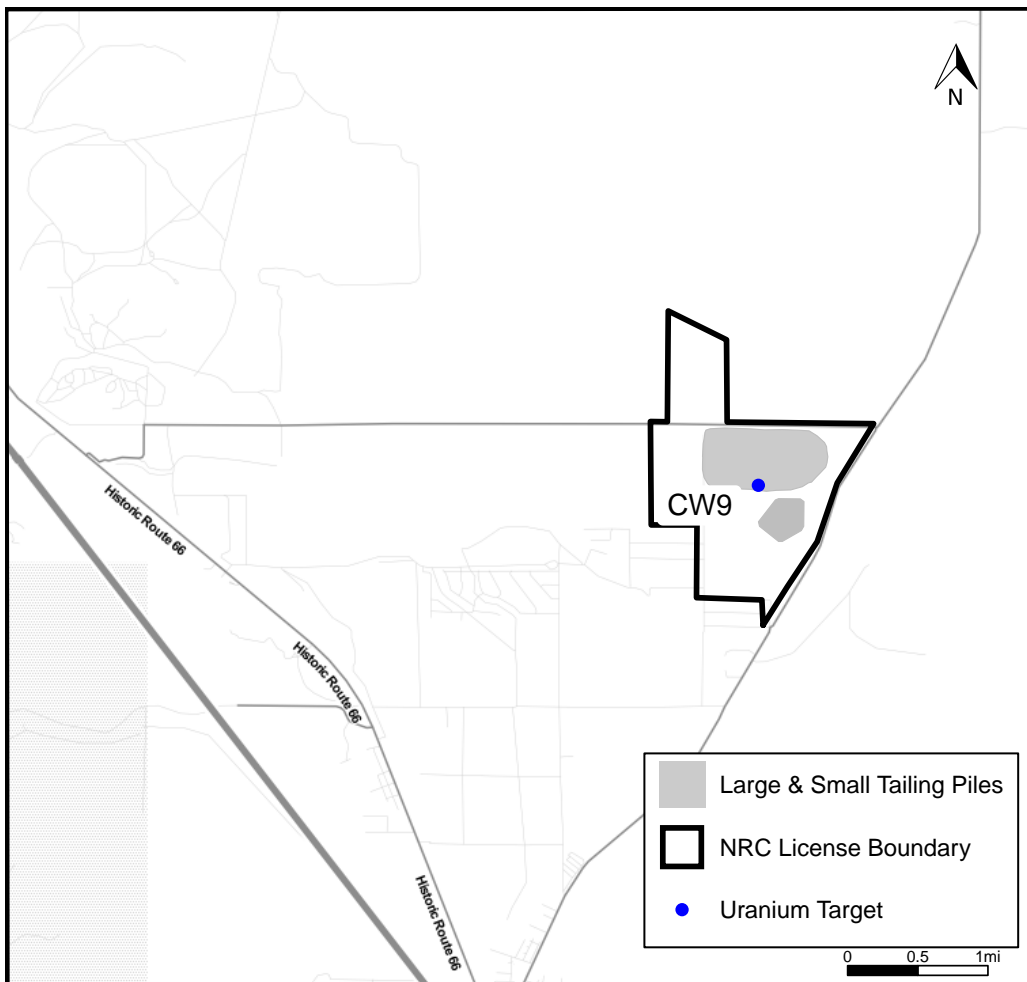 N
CW9
Historic Route 66
Historic Route 66
Historic Route 66
Large & Small Tailing Piles
NRC License Boundary
Uranium Target
0 0.5 1mi